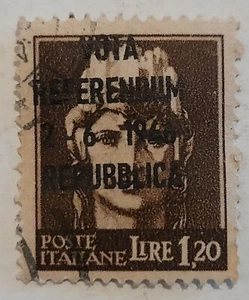 VOTA
REFERENDUM
2-6-1946
REPUBBLICA
POSTE
ITALIANE LIRE 1,20